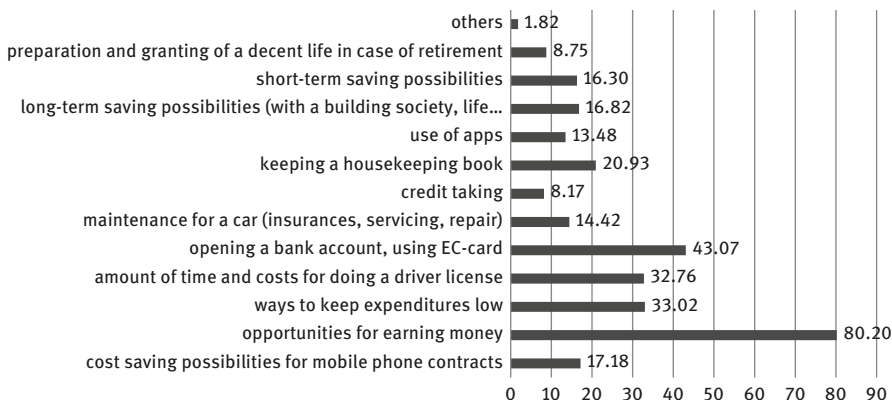 others 1.82
preparation and granting of a decent life in case of retirement 8.75
short-term saving possibilities 16.30
long-term saving possibilities (with a building society, life... 16.82
use of apps 13.48
keeping a housekeeping book 20.93
credit taking 8.17
maintenance for a car (insurances, servicing, repair) 14.42
opening a bank account, using EC-card 43.07
amount of time and costs for doing a driver license 32.76
ways to keep expenditures low 33.02
opportunities for earning money 80.20
cost saving possibilities for mobile phone contracts 17.18
0 10 20 30 40 50 60 70 80 90